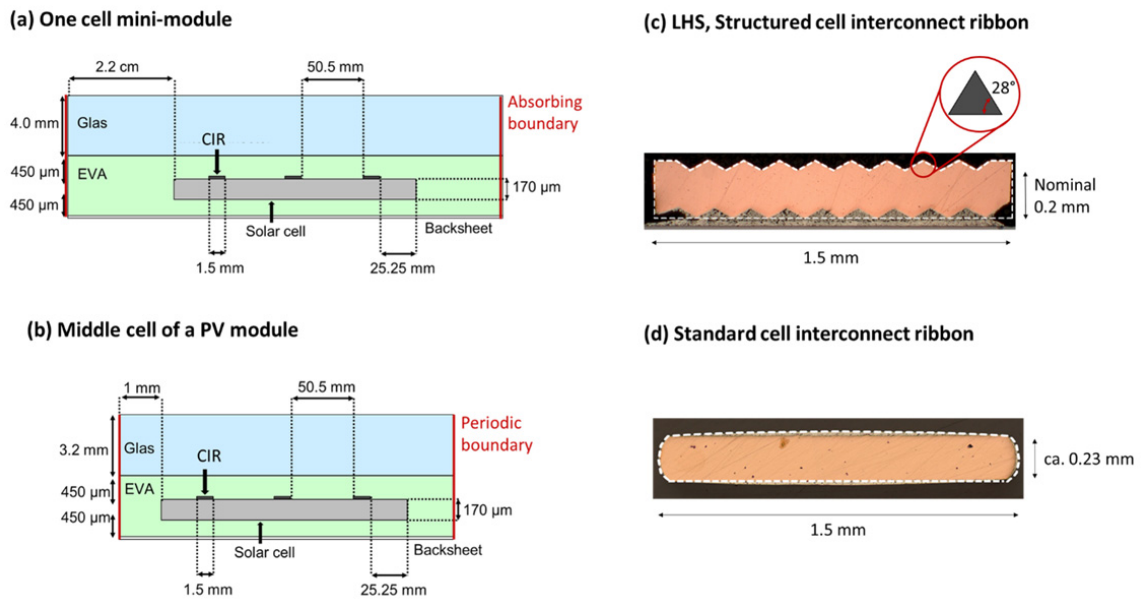 (a) One cell mini-module
2.2 cm
50.5 mm
Absorbing
boundary
4.0 mm
Glas
CIR
450 µm
EVA
170 µm
450 µm
Solar cell
Backsheet
1.5 mm
25.25 mm
(b) Middle cell of a PV module
1 mm
50.5 mm
Periodic
boundary
3.2 mm
Glas
CIR
450 µm
EVA
170 µm
450 µm
Solar cell
Backsheet
1.5 mm
25.25 mm
(c) LHS, Structured cell interconnect ribbon
28°
Nominal
0.2 mm
1.5 mm
(d) Standard cell interconnect ribbon
ca. 0.23 mm
1.5 mm